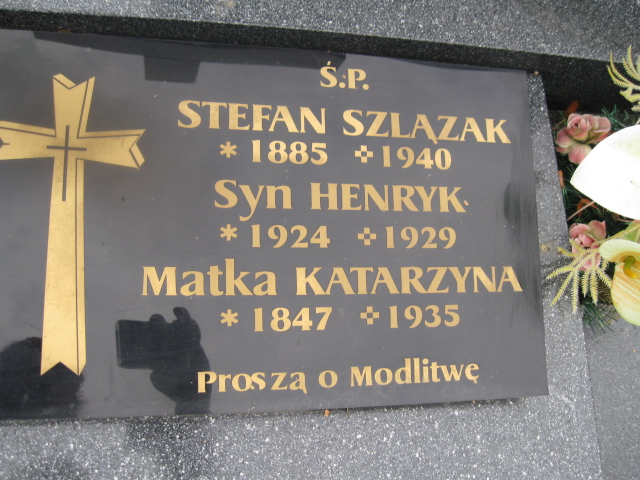 Ś.P.
STEFAN SZLĄZAK
* 1885 ✣ 1940
Syn HENRYK
* 1924 ✣ 1929
Matka KATARZYNA
* 1847 ✣ 1935
Proszą o Modlitwę